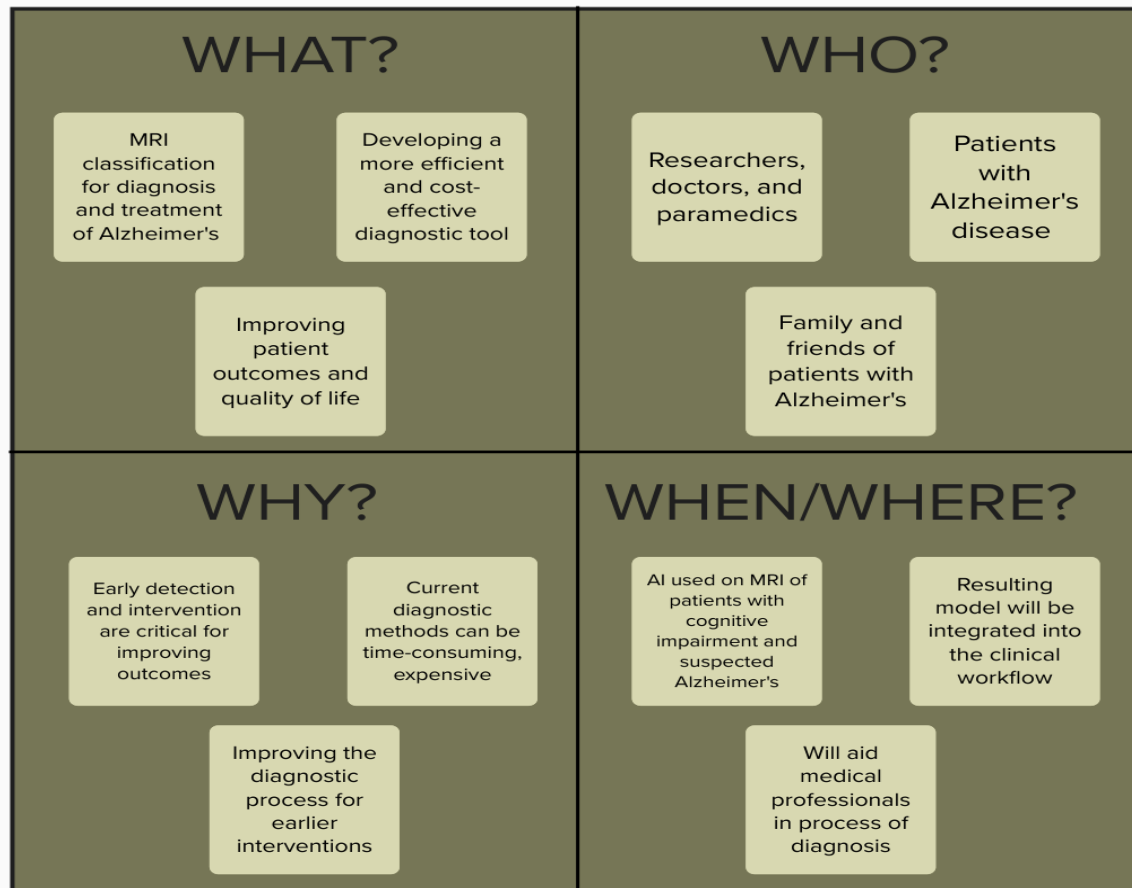 WHAT?
MRI
classification
for diagnosis
and treatment
of Alzheimer's
Developing a
more efficient
and cost-
effective
diagnostic tool
Improving
patient
outcomes and
quality of life
WHO?
Researchers,
doctors, and
paramedics
Patients
with
Alzheimer's
disease
Family and
friends of
patients with
Alzheimer's
WHY?
Early detection
and intervention
are critical for
improving
outcomes
Current
diagnostic
methods can be
time-consuming,
expensive
Improving the
diagnostic
process for
earlier
interventions
WHEN/WHERE?
AI used on MRI of
patients with
cognitive
impairment and
suspected
Alzheimer's
Resulting
model will be
integrated into
the clinical
workflow
Will aid
medical
professionals
in process of
diagnosis